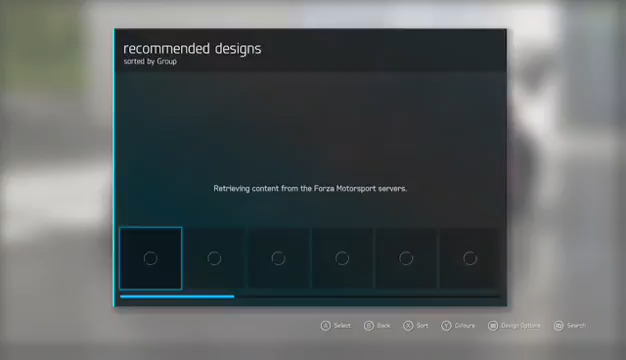 recommended designs
sorted by Group
Retrieving content from the Forza Motorsport servers.
A Select B Back X Sort Y Colours Design Options Search